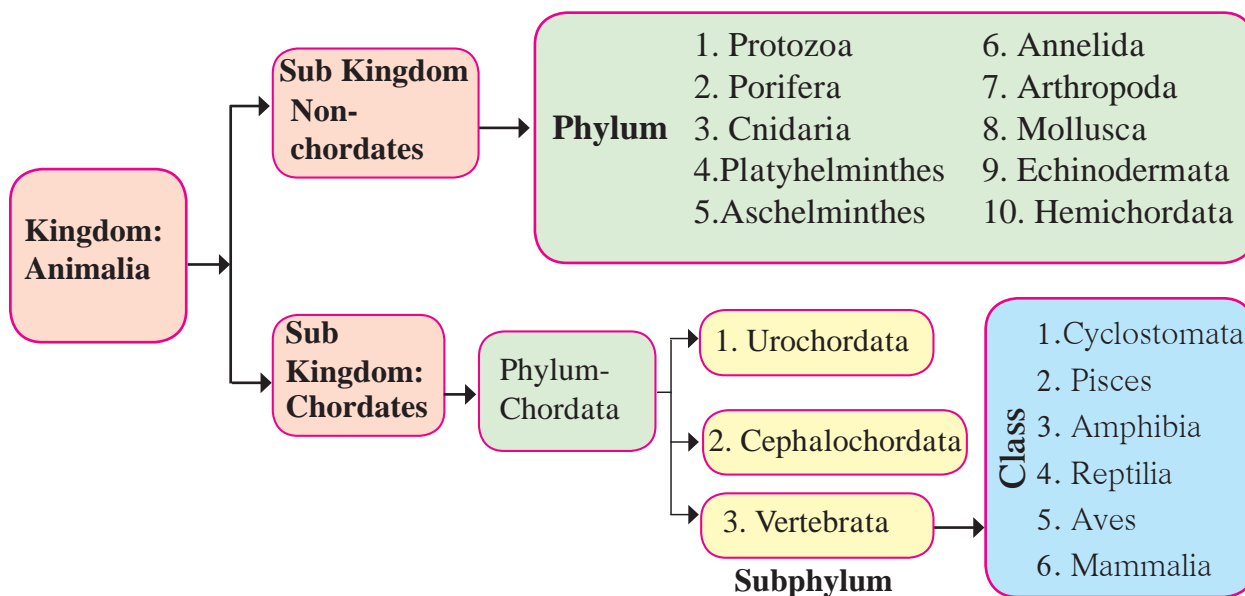 Kingdom:
Animalia
Sub Kingdom
Non-
chordates
Phylum
1. Protozoa
2. Porifera
3. Cnidaria
4.Platyhelminthes
5.Aschelminthes
6. Annelida
7. Arthropoda
8. Mollusca
9. Echinodermata
10. Hemichordata
Sub
Kingdom:
Chordates
Phylum-
Chordata
1. Urochordata
2. Cephalochordata
3. Vertebrata
Subphylum
Class
1.Cyclostomata
2. Pisces
3. Amphibia
4. Reptilia
5. Aves
6. Mammalia